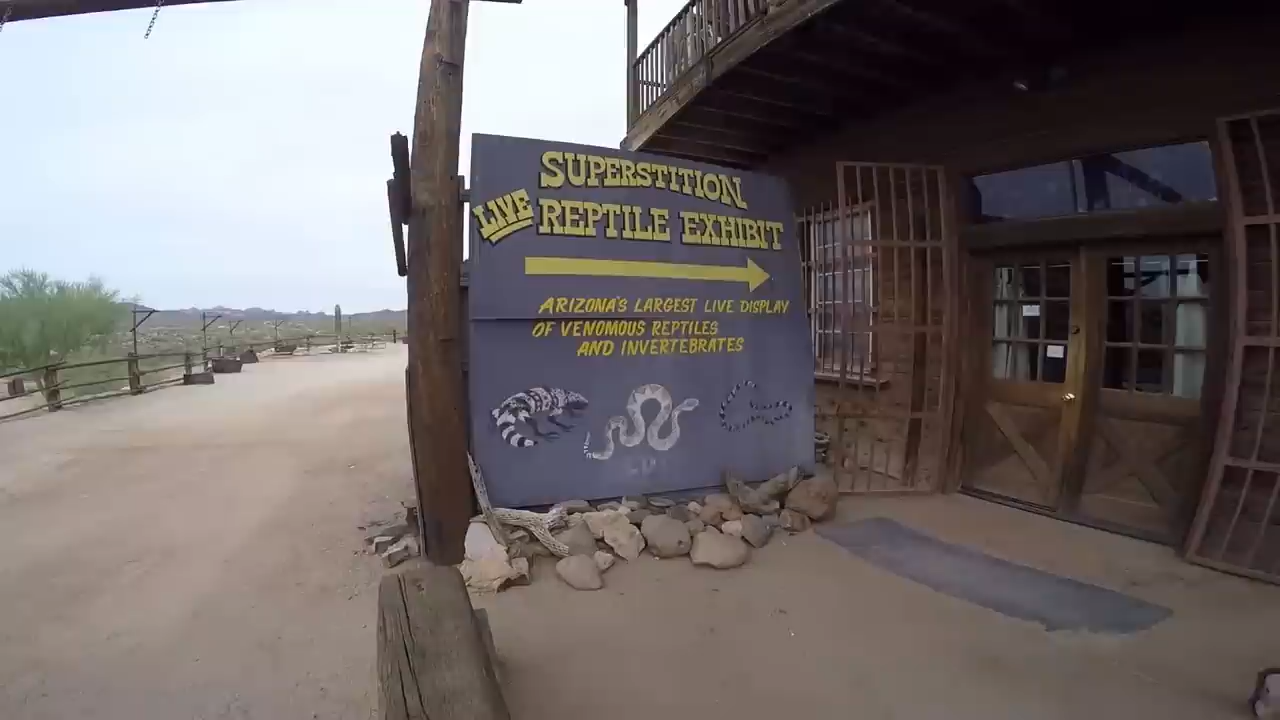 SUPERSTITION
LIVE REPTILE EXHIBIT
ARIZONA'S LARGEST LIVE DISPLAY
OF VENOMOUS REPTILES
AND INVERTEBRATES